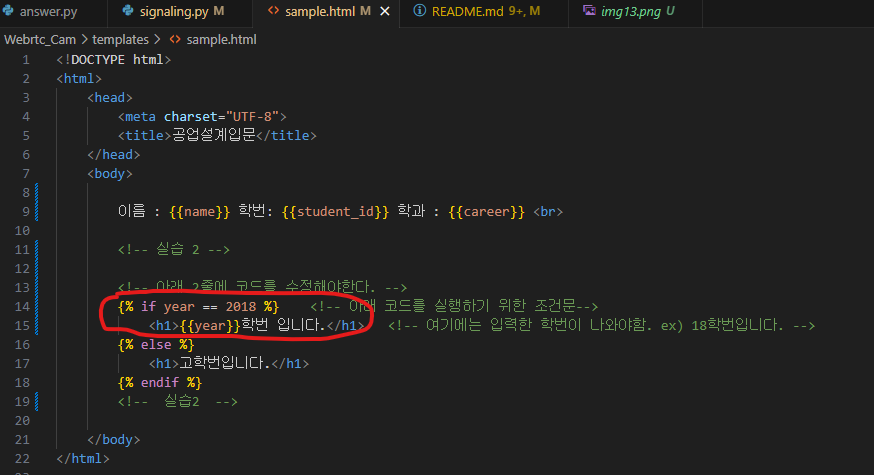 answer.py signaling.py M sample.html M README.md 9+, M img13.png U
Webrtc_Cam > templates > sample.html
1 <!DOCTYPE html>
2 <html>
3 <head>
4 <meta charset="UTF-8">
5 <title>공업설계입문</title>
6 </head>
7 <body>
8
9 이름 : {{name}} 학번: {{student_id}} 학과 : {{career}} <br>
10
11 <!-- 실습 2 -->
12
13 <!-- 아래 2줄에 코드를 수정해야한다. -->
14 {% if year == 2018 %} <!-- 아래 코드를 실행하기 위한 조건문-->
15 <h1>{{year}}학번 입니다.</h1> <!-- 여기에는 입력한 학번이 나와야함. ex) 18학번입니다. -->
16 {% else %}
17 <h1>고학번입니다.</h1>
18 {% endif %}
19 <!-- 실습2 -->
20
21 </body>
22 </html>